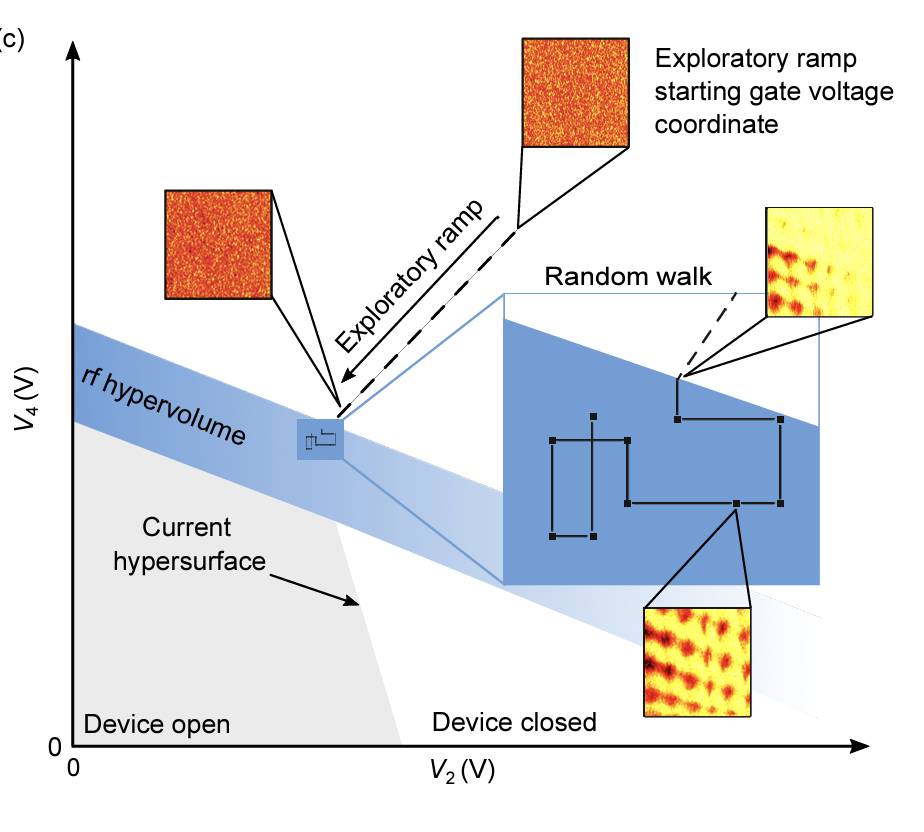 (c)
Exploratory ramp
starting gate voltage
coordinate
Exploratory ramp
Random walk
rf hypervolume
V4 (V)
Current
hypersurface
Device open
Device closed
0
0
V2 (V)